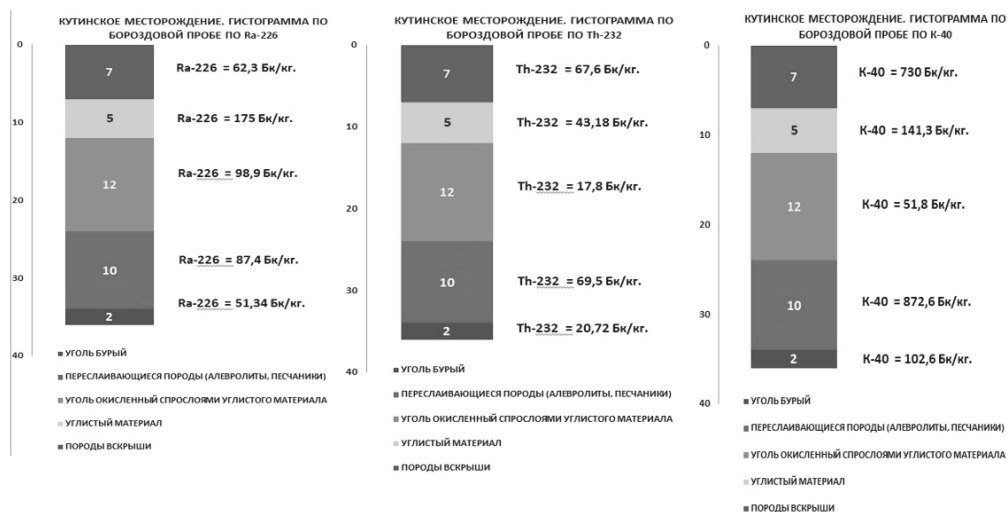 КУТИНСКОЕ МЕСТОРОЖДЕНИЕ. ГИСТОГРАММА ПО
БОРОЗДОВОЙ ПРОБЕ ПО Ra-226
0
10
20
30
40
7
5
12
10
2
Ra-226 = 62,3 Бк/кг.
Ra-226 = 175 Бк/кг.
Ra-226 = 98,9 Бк/кг.
Ra-226 = 87,4 Бк/кг.
Ra-226 = 51,34 Бк/кг.
■ УГОЛЬ БУРЫЙ
■ ПЕРЕСЛАИВАЮЩИЕСЯ ПОРОДЫ (АЛЕВРОЛИТЫ, ПЕСЧАНИКИ)
■ УГОЛЬ ОКИСЛЕННЫЙ СПРОСЛОЯМИ УГЛИСТОГО МАТЕРИАЛА
■ УГЛИСТЫЙ МАТЕРИАЛ
■ ПОРОДЫ ВСКРЫШИ
КУТИНСКОЕ МЕСТОРОЖДЕНИЕ. ГИСТОГРАММА ПО
БОРОЗДОВОЙ ПРОБЕ ПО Th-232
0
10
20
30
40
7
5
12
10
2
Th-232 = 67,6 Бк/кг.
Th-232 = 43,18 Бк/кг.
Th-232 = 17,8 Бк/кг.
Th-232 = 69,5 Бк/кг.
Th-232 = 20,72 Бк/кг.
■ УГОЛЬ БУРЫЙ
■ ПЕРЕСЛАИВАЮЩИЕСЯ ПОРОДЫ (АЛЕВРОЛИТЫ, ПЕСЧАНИКИ)
■ УГОЛЬ ОКИСЛЕННЫЙ СПРОСЛОЯМИ УГЛИСТОГО МАТЕРИАЛА
■ УГЛИСТЫЙ МАТЕРИАЛ
■ ПОРОДЫ ВСКРЫШИ
КУТИНСКОЕ МЕСТОРОЖДЕНИЕ. ГИСТОГРАММА ПО
БОРОЗДОВОЙ ПРОБЕ ПО К-40
0
10
20
30
40
7
5
12
10
2
К-40 = 730 Бк/кг.
К-40 = 141,3 Бк/кг.
К-40 = 51,8 Бк/кг.
К-40 = 872,6 Бк/кг.
К-40 = 102,6 Бк/кг.
■ УГОЛЬ БУРЫЙ
■ ПЕРЕСЛАИВАЮЩИЕСЯ ПОРОДЫ (АЛЕВРОЛИТЫ, ПЕСЧАНИКИ)
■ УГОЛЬ ОКИСЛЕННЫЙ СПРОСЛОЯМИ УГЛИСТОГО МАТЕРИАЛА
■ УГЛИСТЫЙ МАТЕРИАЛ
■ ПОРОДЫ ВСКРЫШИ